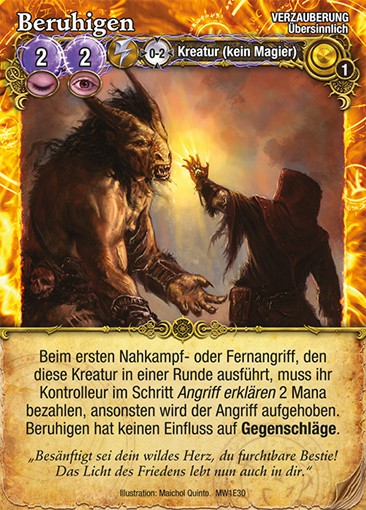 Beruhigen
VERZAUBERUNG
Übersinnlich
2 2 0-2 Kreatur (kein Magier) 1
Beim ersten Nahkampf- oder Fernangriff, den
diese Kreatur in einer Runde ausführt, muss ihr
Kontrolleur im Schritt Angriff erklären 2 Mana
bezahlen, ansonsten wird der Angriff aufgehoben.
Beruhigen hat keinen Einfluss auf Gegenschläge.
„Besänftigt sei dein wildes Herz, du furchtbare Bestie!
Das Licht des Friedens lebt nun auch in dir.“
Illustration: Maichol Quinto MW1E30